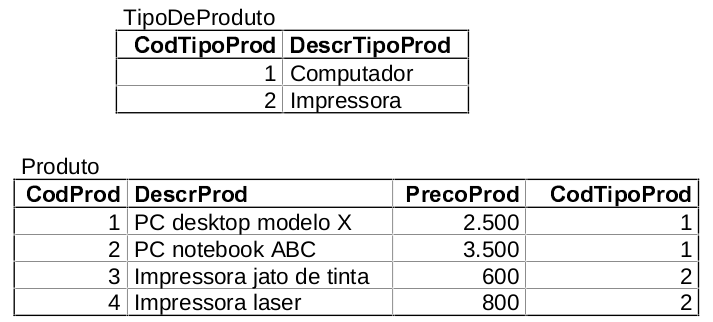 TipoDeProduto
CodTipoProd DescrTipoProd
1 Computador
2 Impressora
Produto
CodProd DescrProd PrecoProd CodTipoProd
1 PC desktop modelo X 2.500 1
2 PC notebook ABC 3.500 1
3 Impressora jato de tinta 600 2
4 Impressora laser 800 2